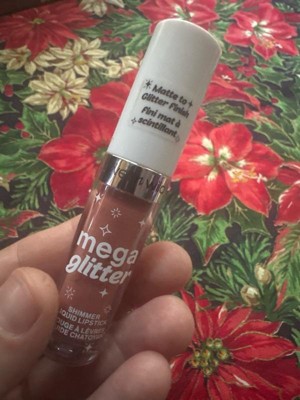 Matte to
Glitter Finish
Fini mat à
scintillant
mega
glitter
SHIMMER
LIQUID LIPSTICK